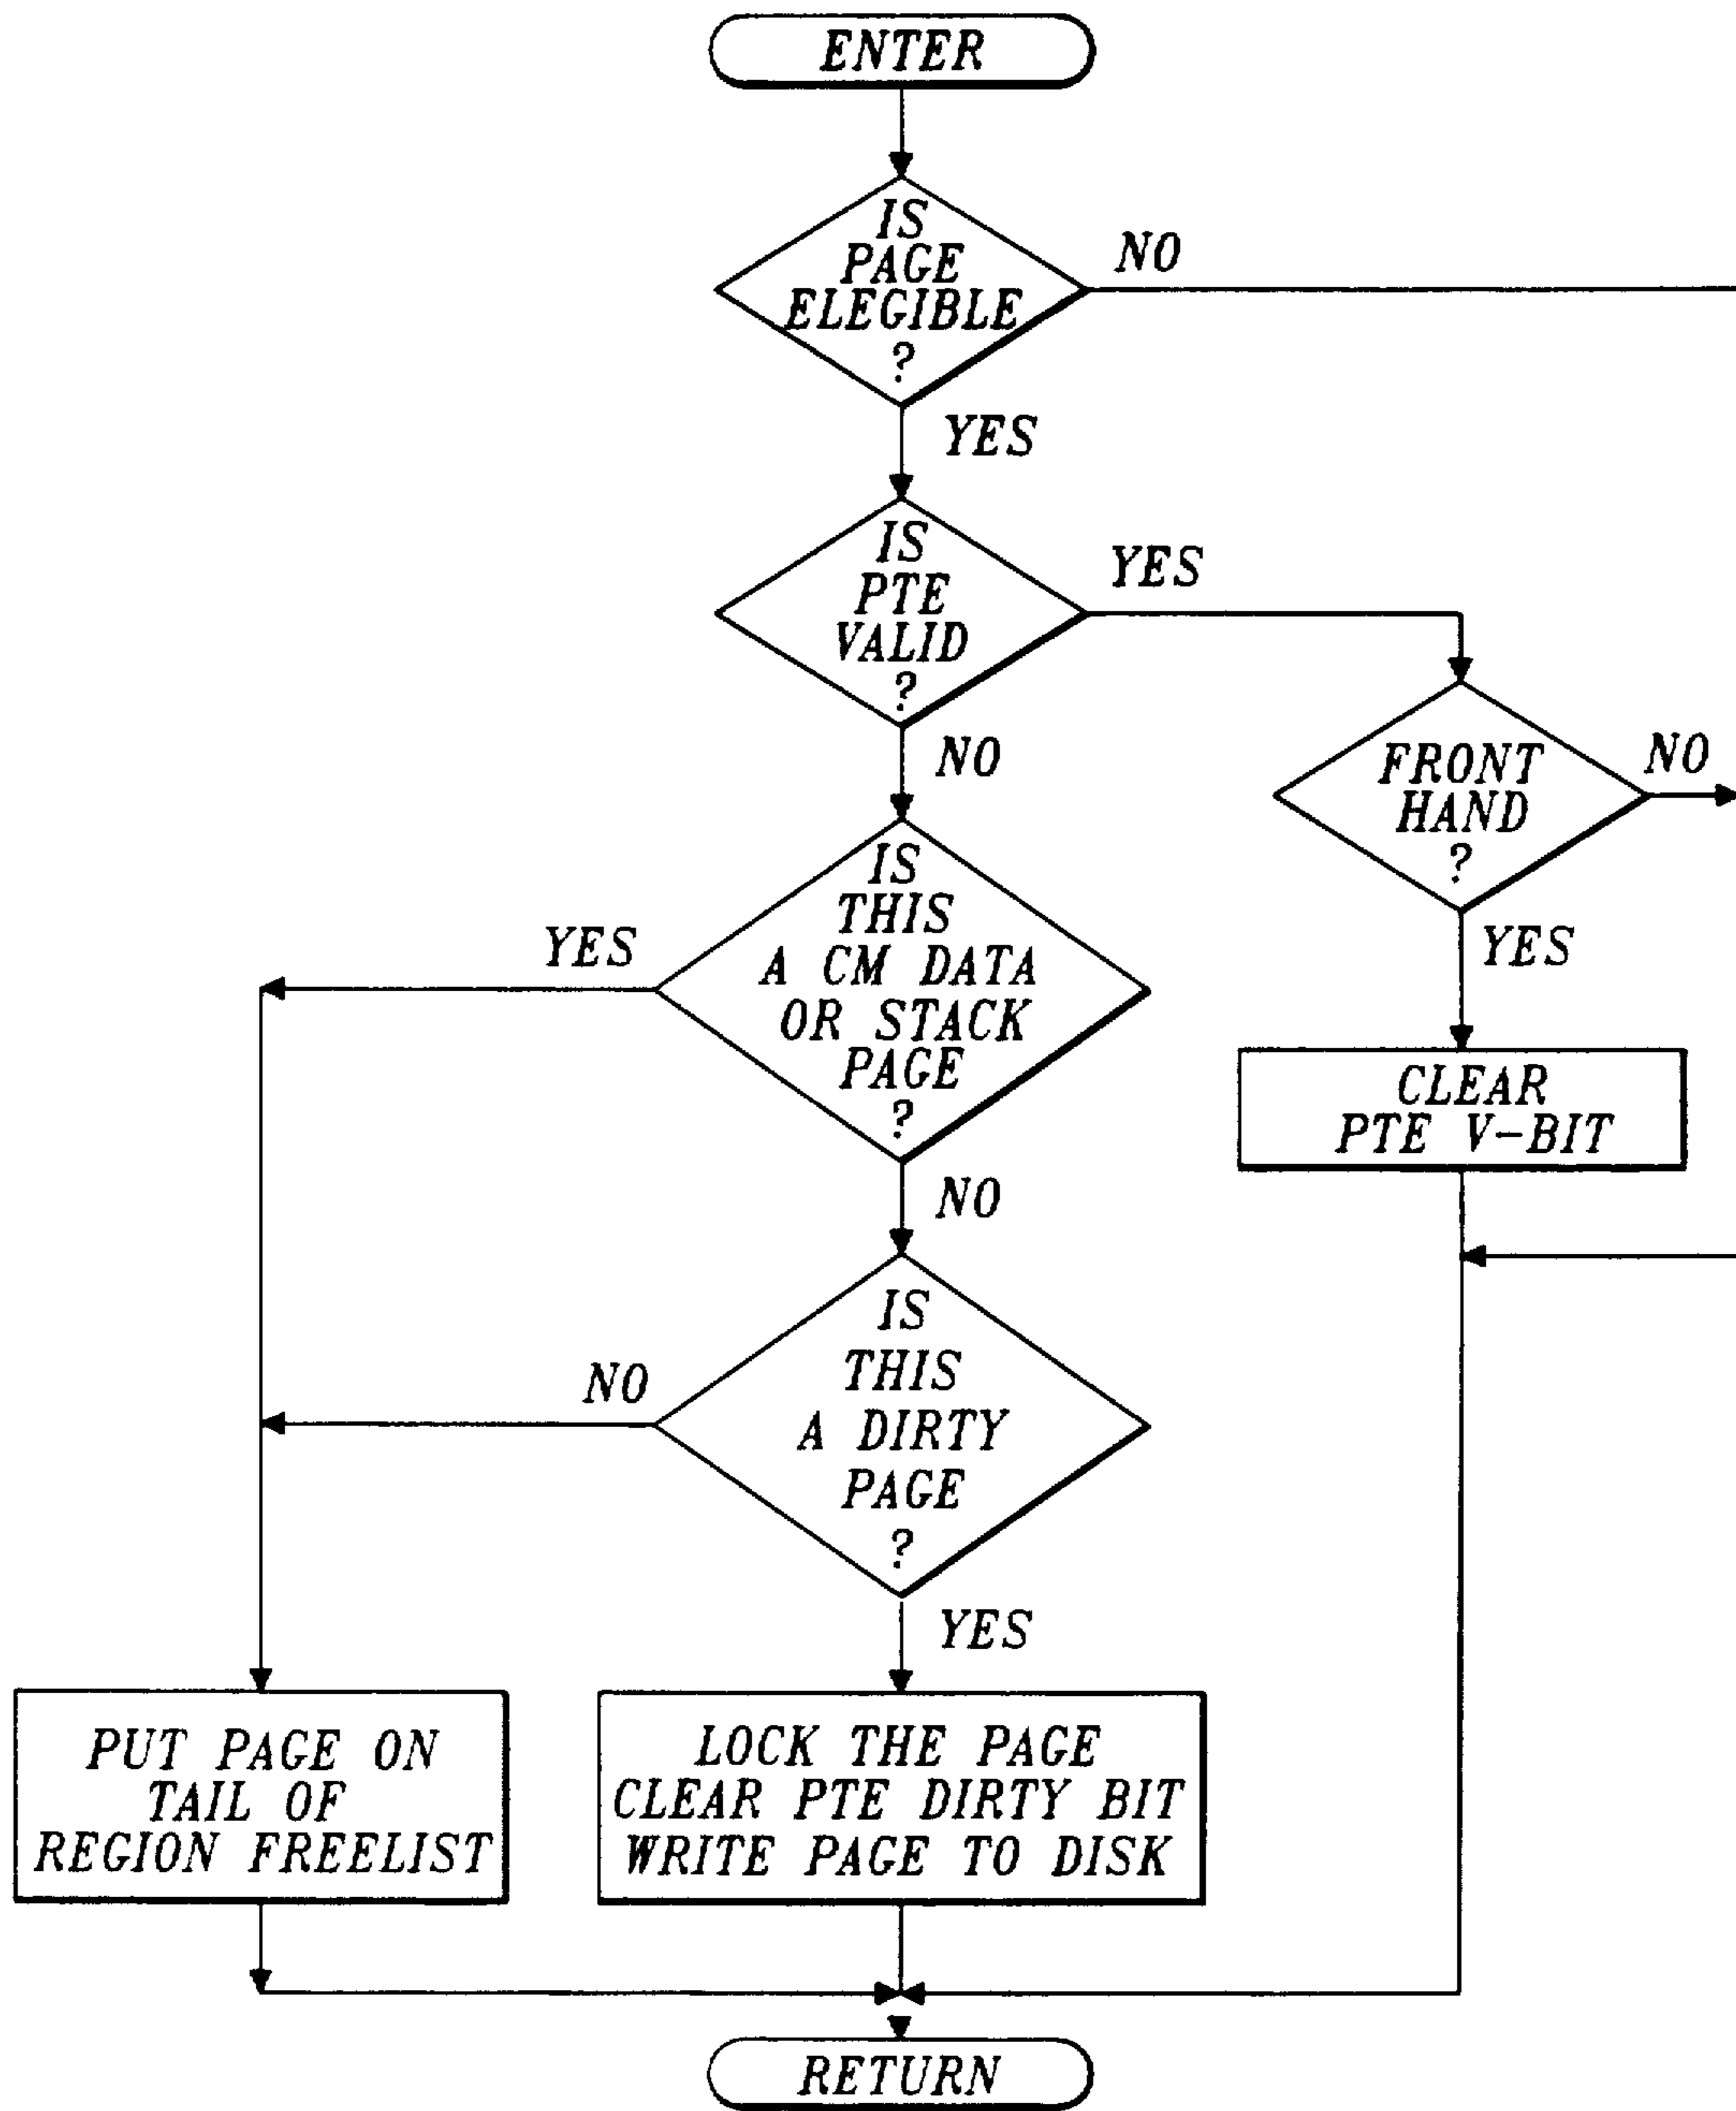 ENTER
IS
PAGE
ELEGIBLE
?
NO
YES
IS
PTE
VALID
?
YES
NO
FRONT
HAND
?
NO
YES
IS
THIS
A CM DATA
OR STACK
PAGE
?
YES
NO
CLEAR
PTE V-BIT
IS
THIS
A DIRTY
PAGE
?
NO
YES
PUT PAGE ON
TAIL OF
REGION FREELIST
LOCK THE PAGE
CLEAR PTE DIRTY BIT
WRITE PAGE TO DISK
RETURN